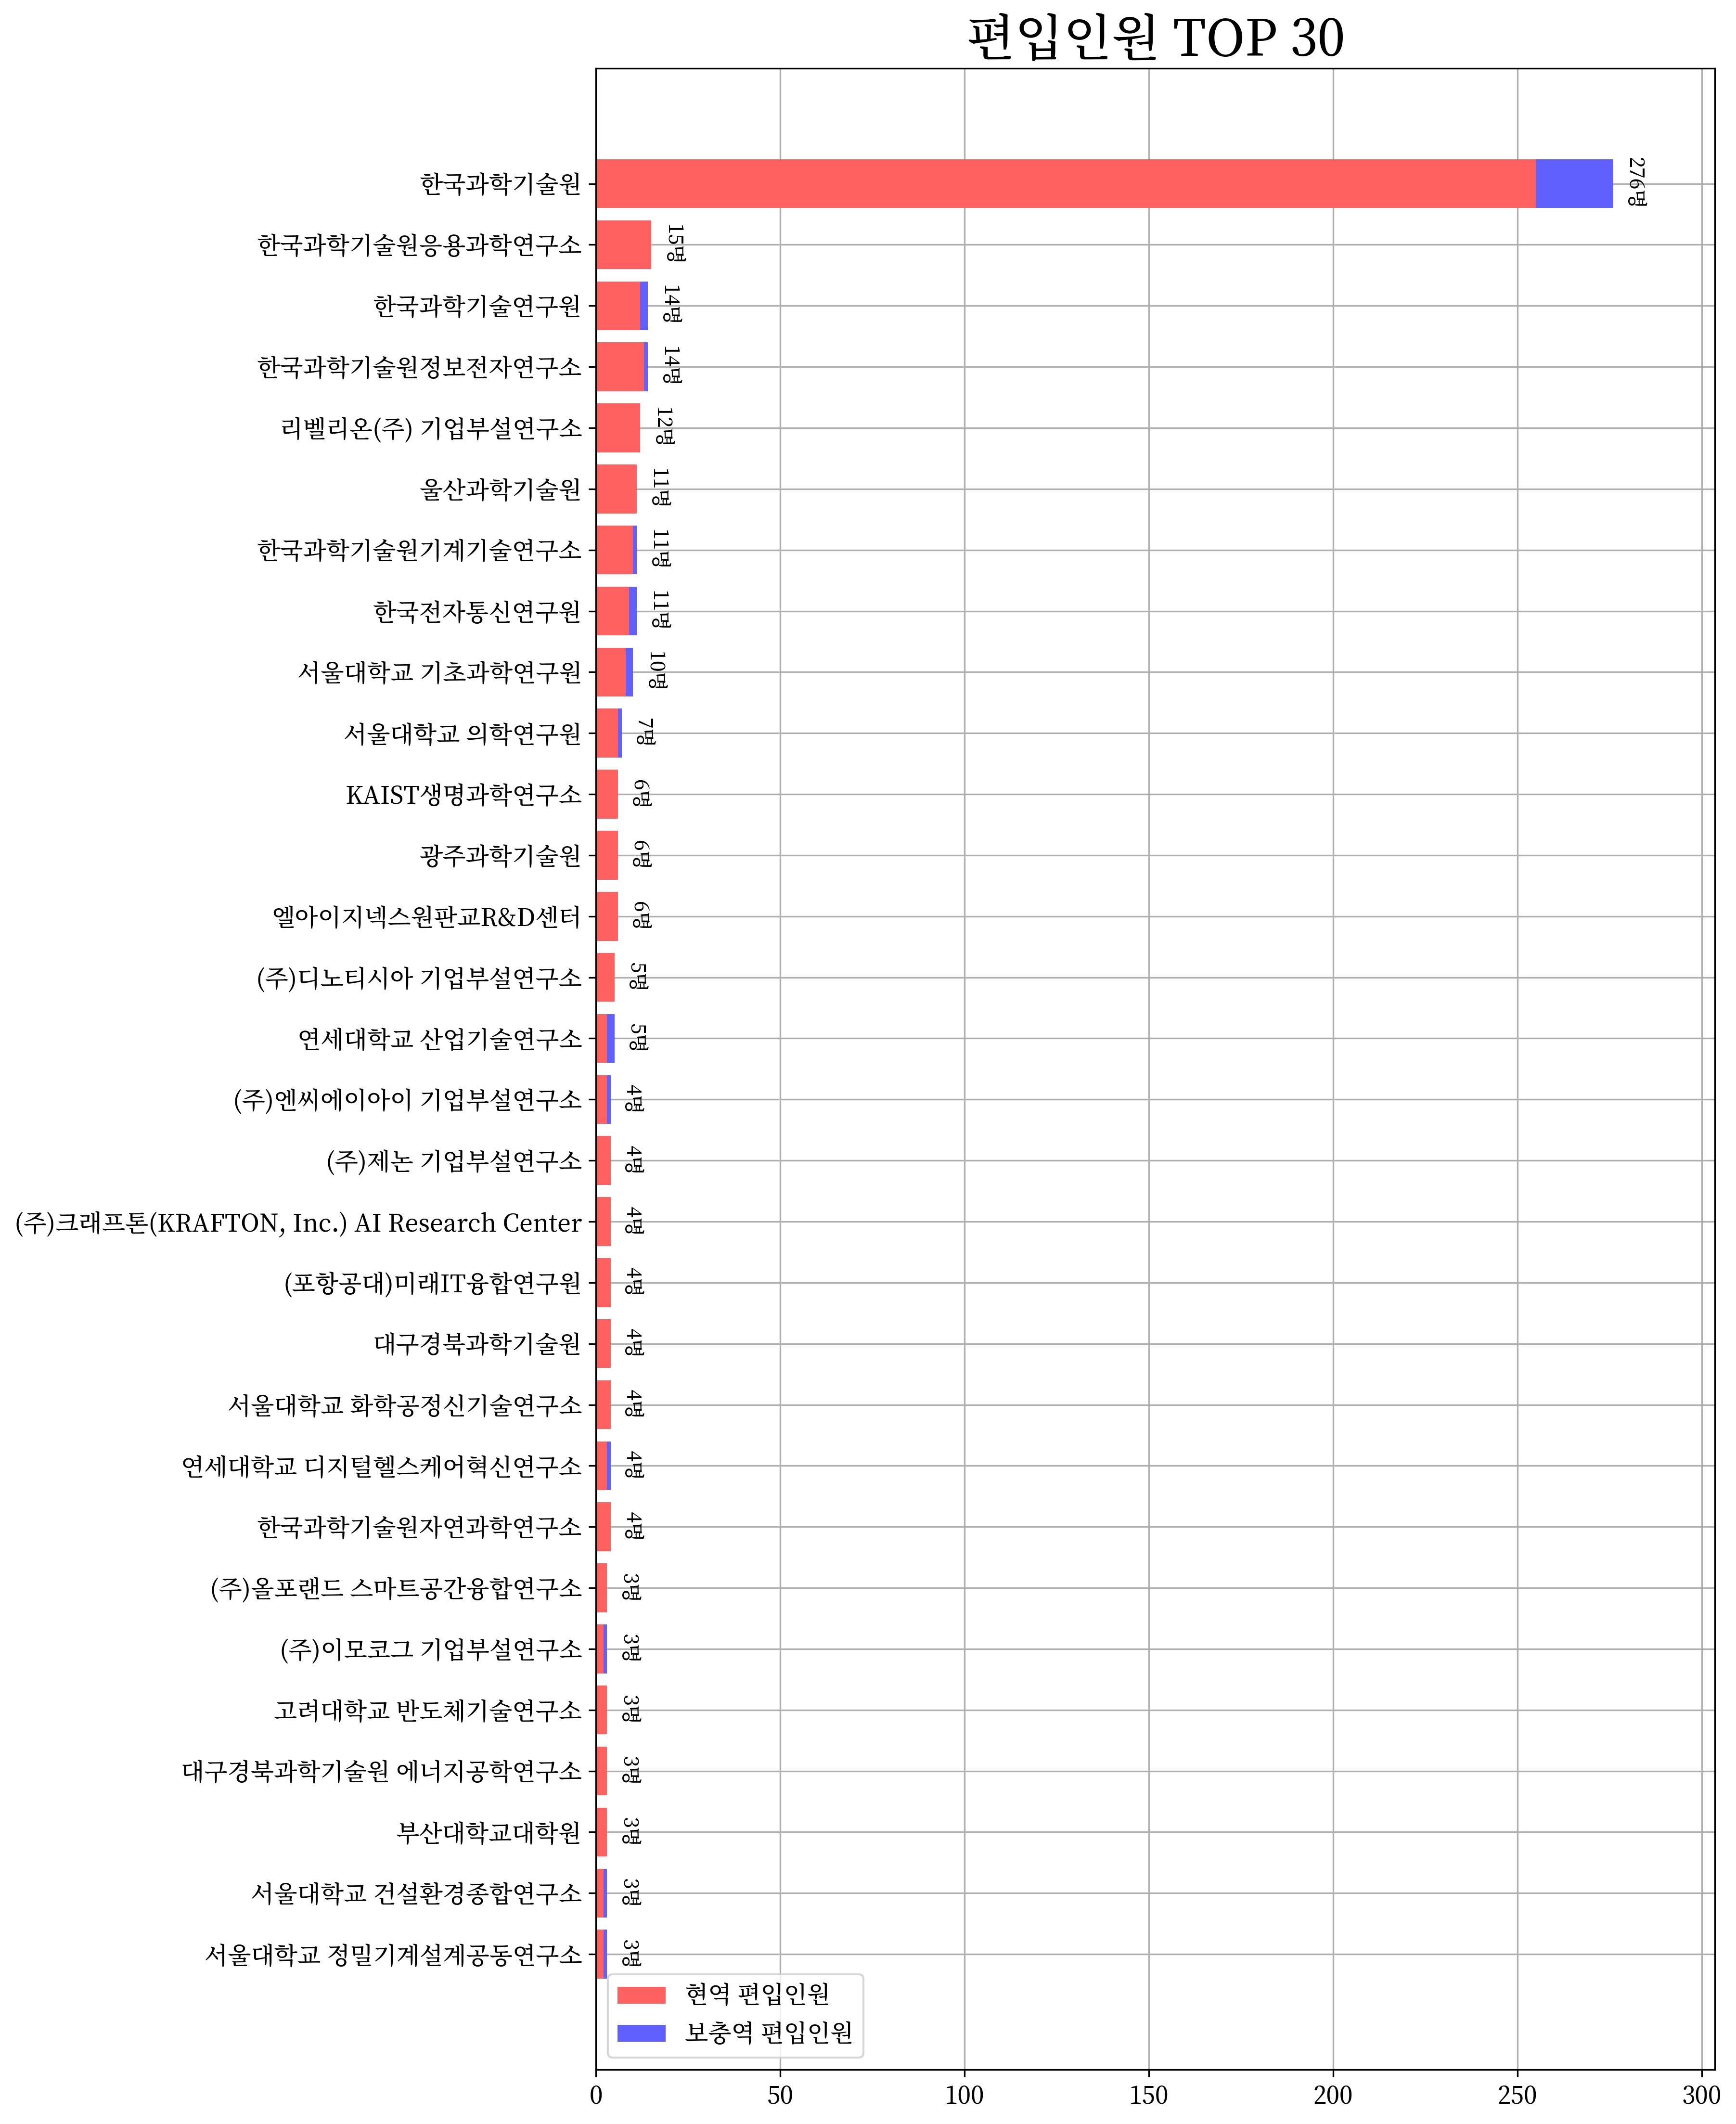 편입인원 TOP 30
한국과학기술원
276명
한국과학기술원응용과학연구소
15명
한국과학기술연구원
14명
한국과학기술원정보전자연구소
14명
리벨리온(주) 기업부설연구소
12명
울산과학기술원
11명
한국과학기술원기계기술연구소
11명
한국전자통신연구원
11명
서울대학교 기초과학연구원
10명
서울대학교 의학연구원
7명
KAIST생명과학연구소
6명
광주과학기술원
6명
엘아이지넥스원판교R&D센터
6명
(주)디노티시아 기업부설연구소
5명
연세대학교 산업기술연구소
5명
(주)엔씨에이아이 기업부설연구소
4명
(주)제논 기업부설연구소
4명
(주)크래프톤(KRAFTON, Inc.) AI Research Center
4명
(포항공대)미래IT융합연구원
4명
대구경북과학기술원
4명
서울대학교 화학공정신기술연구소
4명
연세대학교 디지털헬스케어혁신연구소
4명
한국과학기술원자연과학연구소
4명
(주)올포랜드 스마트공간융합연구소
3명
(주)이모코그 기업부설연구소
3명
고려대학교 반도체기술연구소
3명
대구경북과학기술원 에너지공학연구소
3명
부산대학교대학원
3명
서울대학교 건설환경종합연구소
3명
서울대학교 정밀기계설계공동연구소
3명
현역 편입인원
보충역 편입인원
0 50 100 150 200 250 300